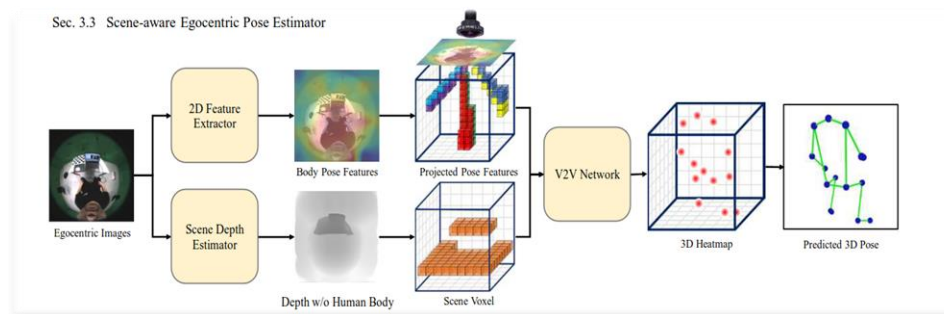 Sec. 3.3 Scene-aware Egocentric Pose Estimator
2D Feature
Extractor
Body Pose Features
Projected Pose Features
Egocentric Images
Scene Depth
Estimator
Depth w/o Human Body
Scene Voxel
V2V Network
3D Heatmap
Predicted 3D Pose